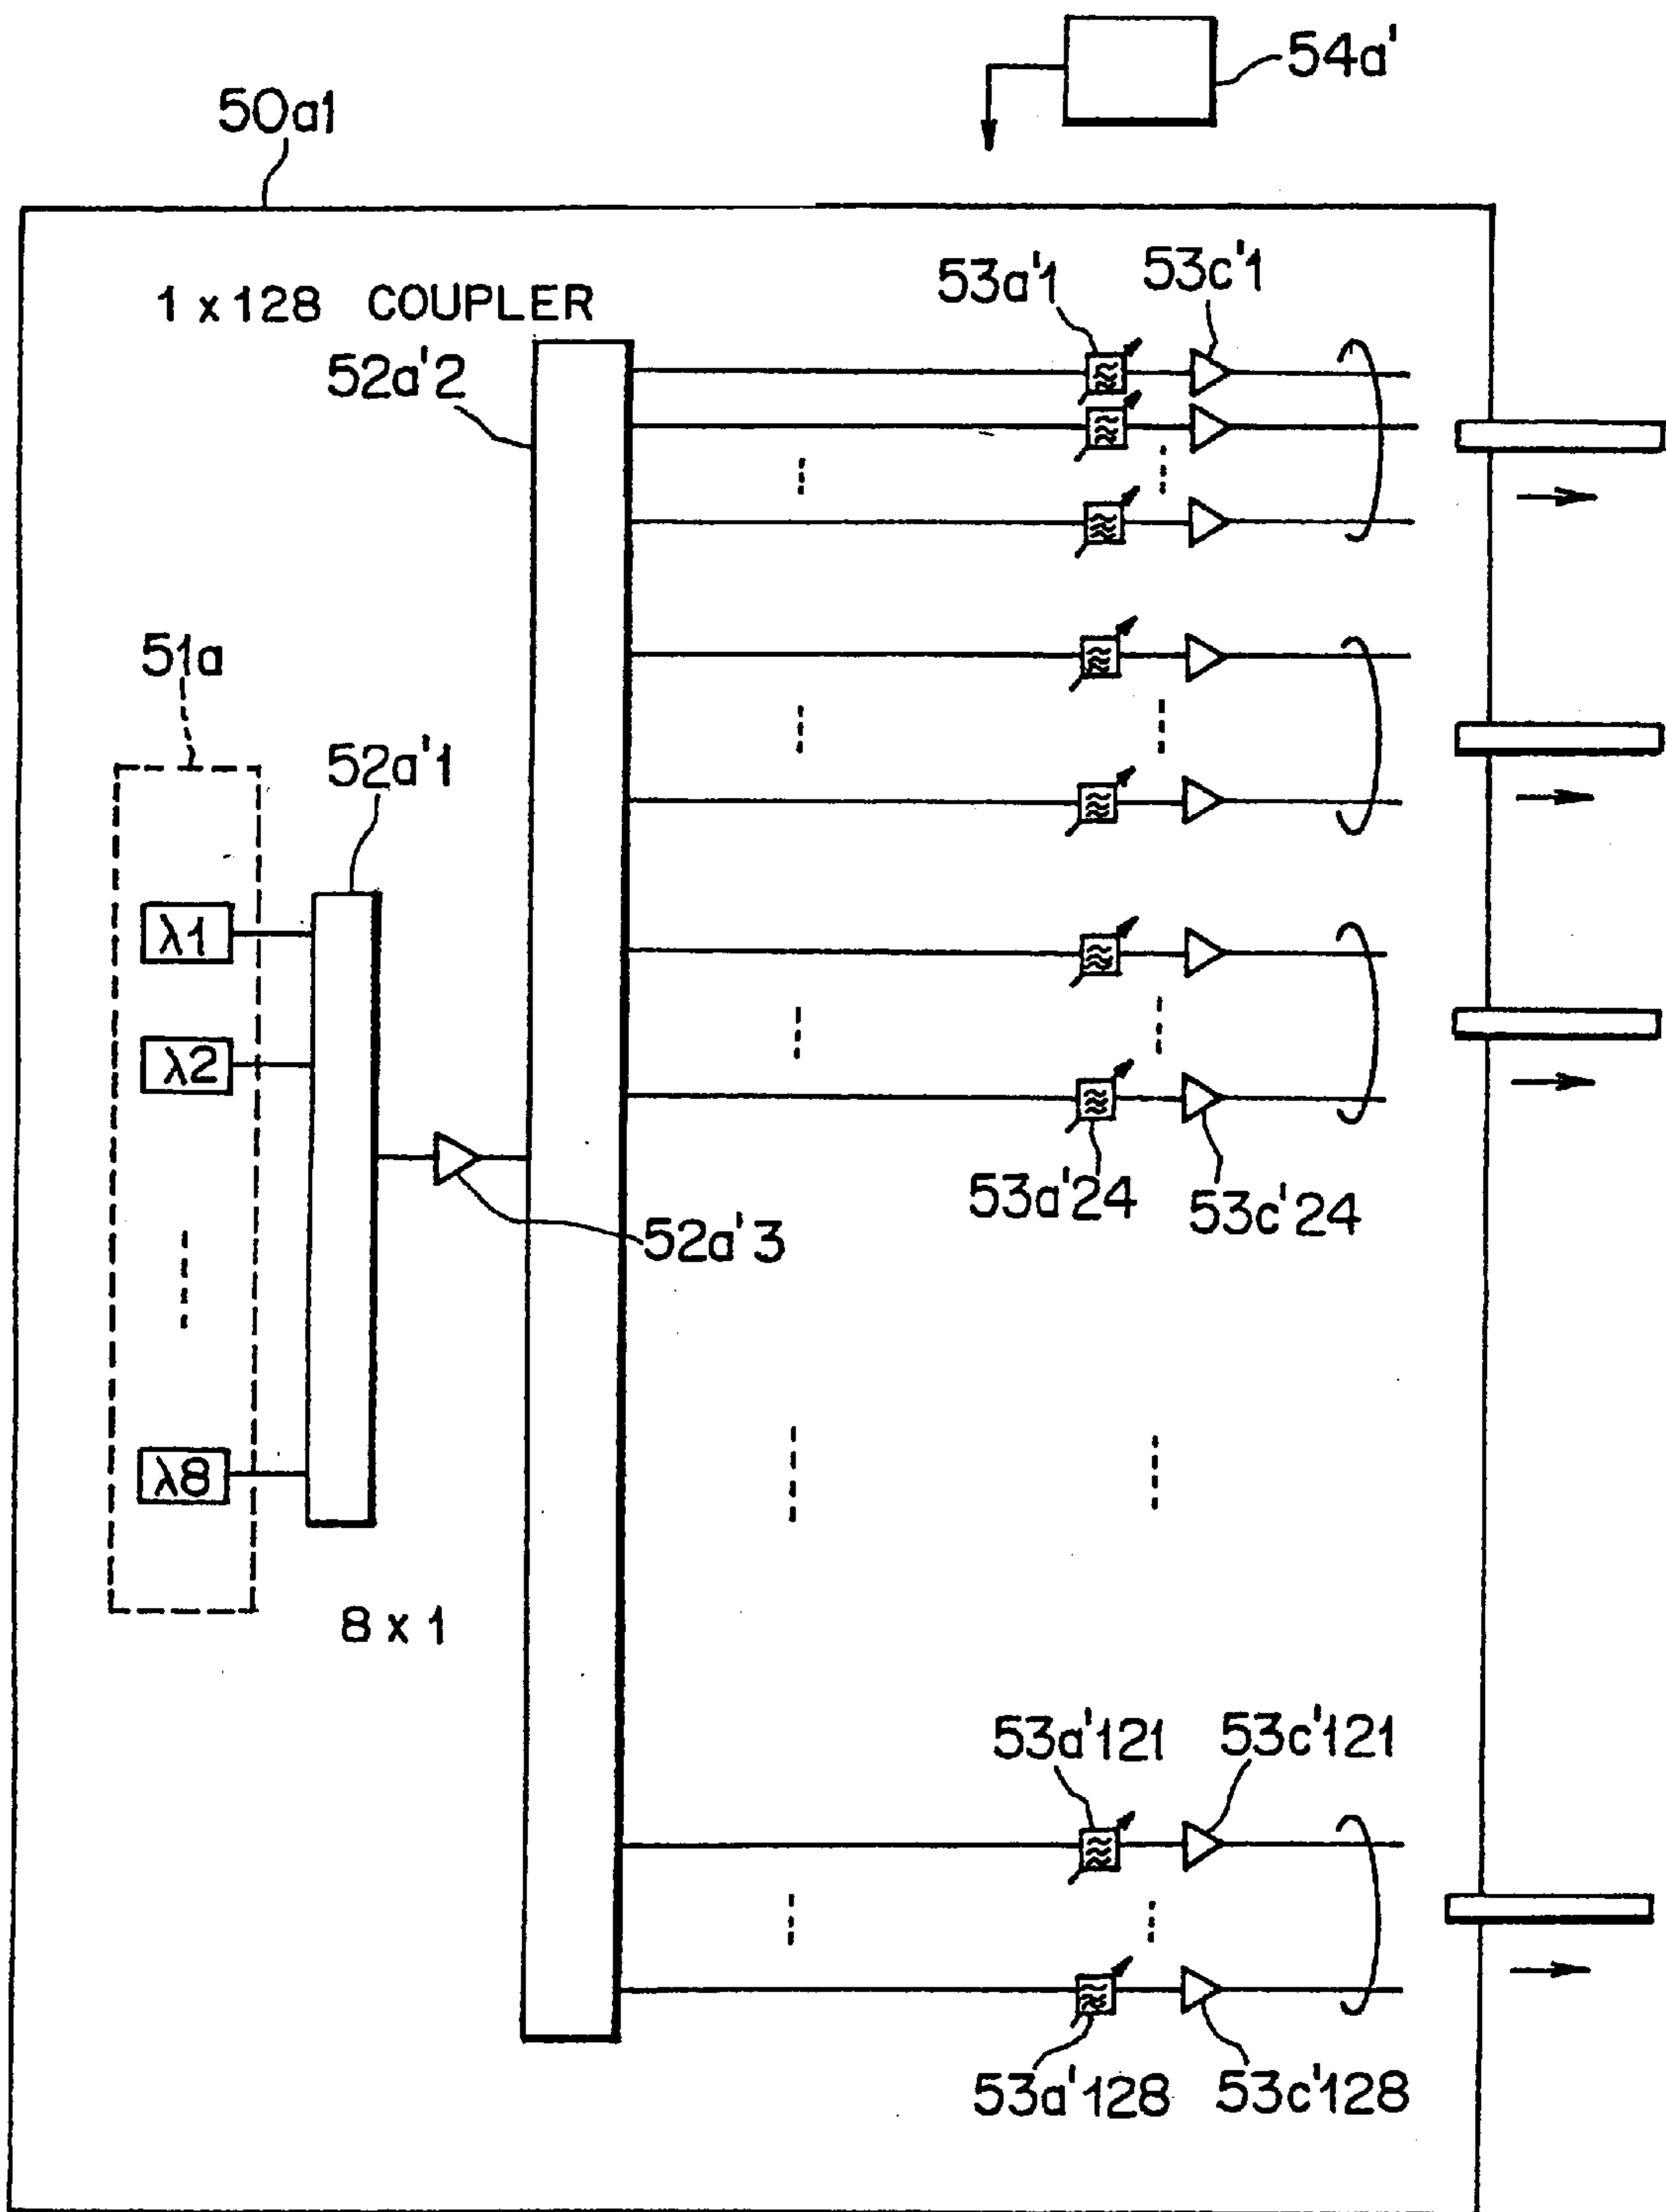 54a'
50a1
53a'1
53c'1
1 x 128 COUPLER
52a'2
51a
52a'1
λ1
λ2
53a'24
53c'24
52a'3
λ8
8 x 1
53a'121
53c'121
53a'128
53c'128